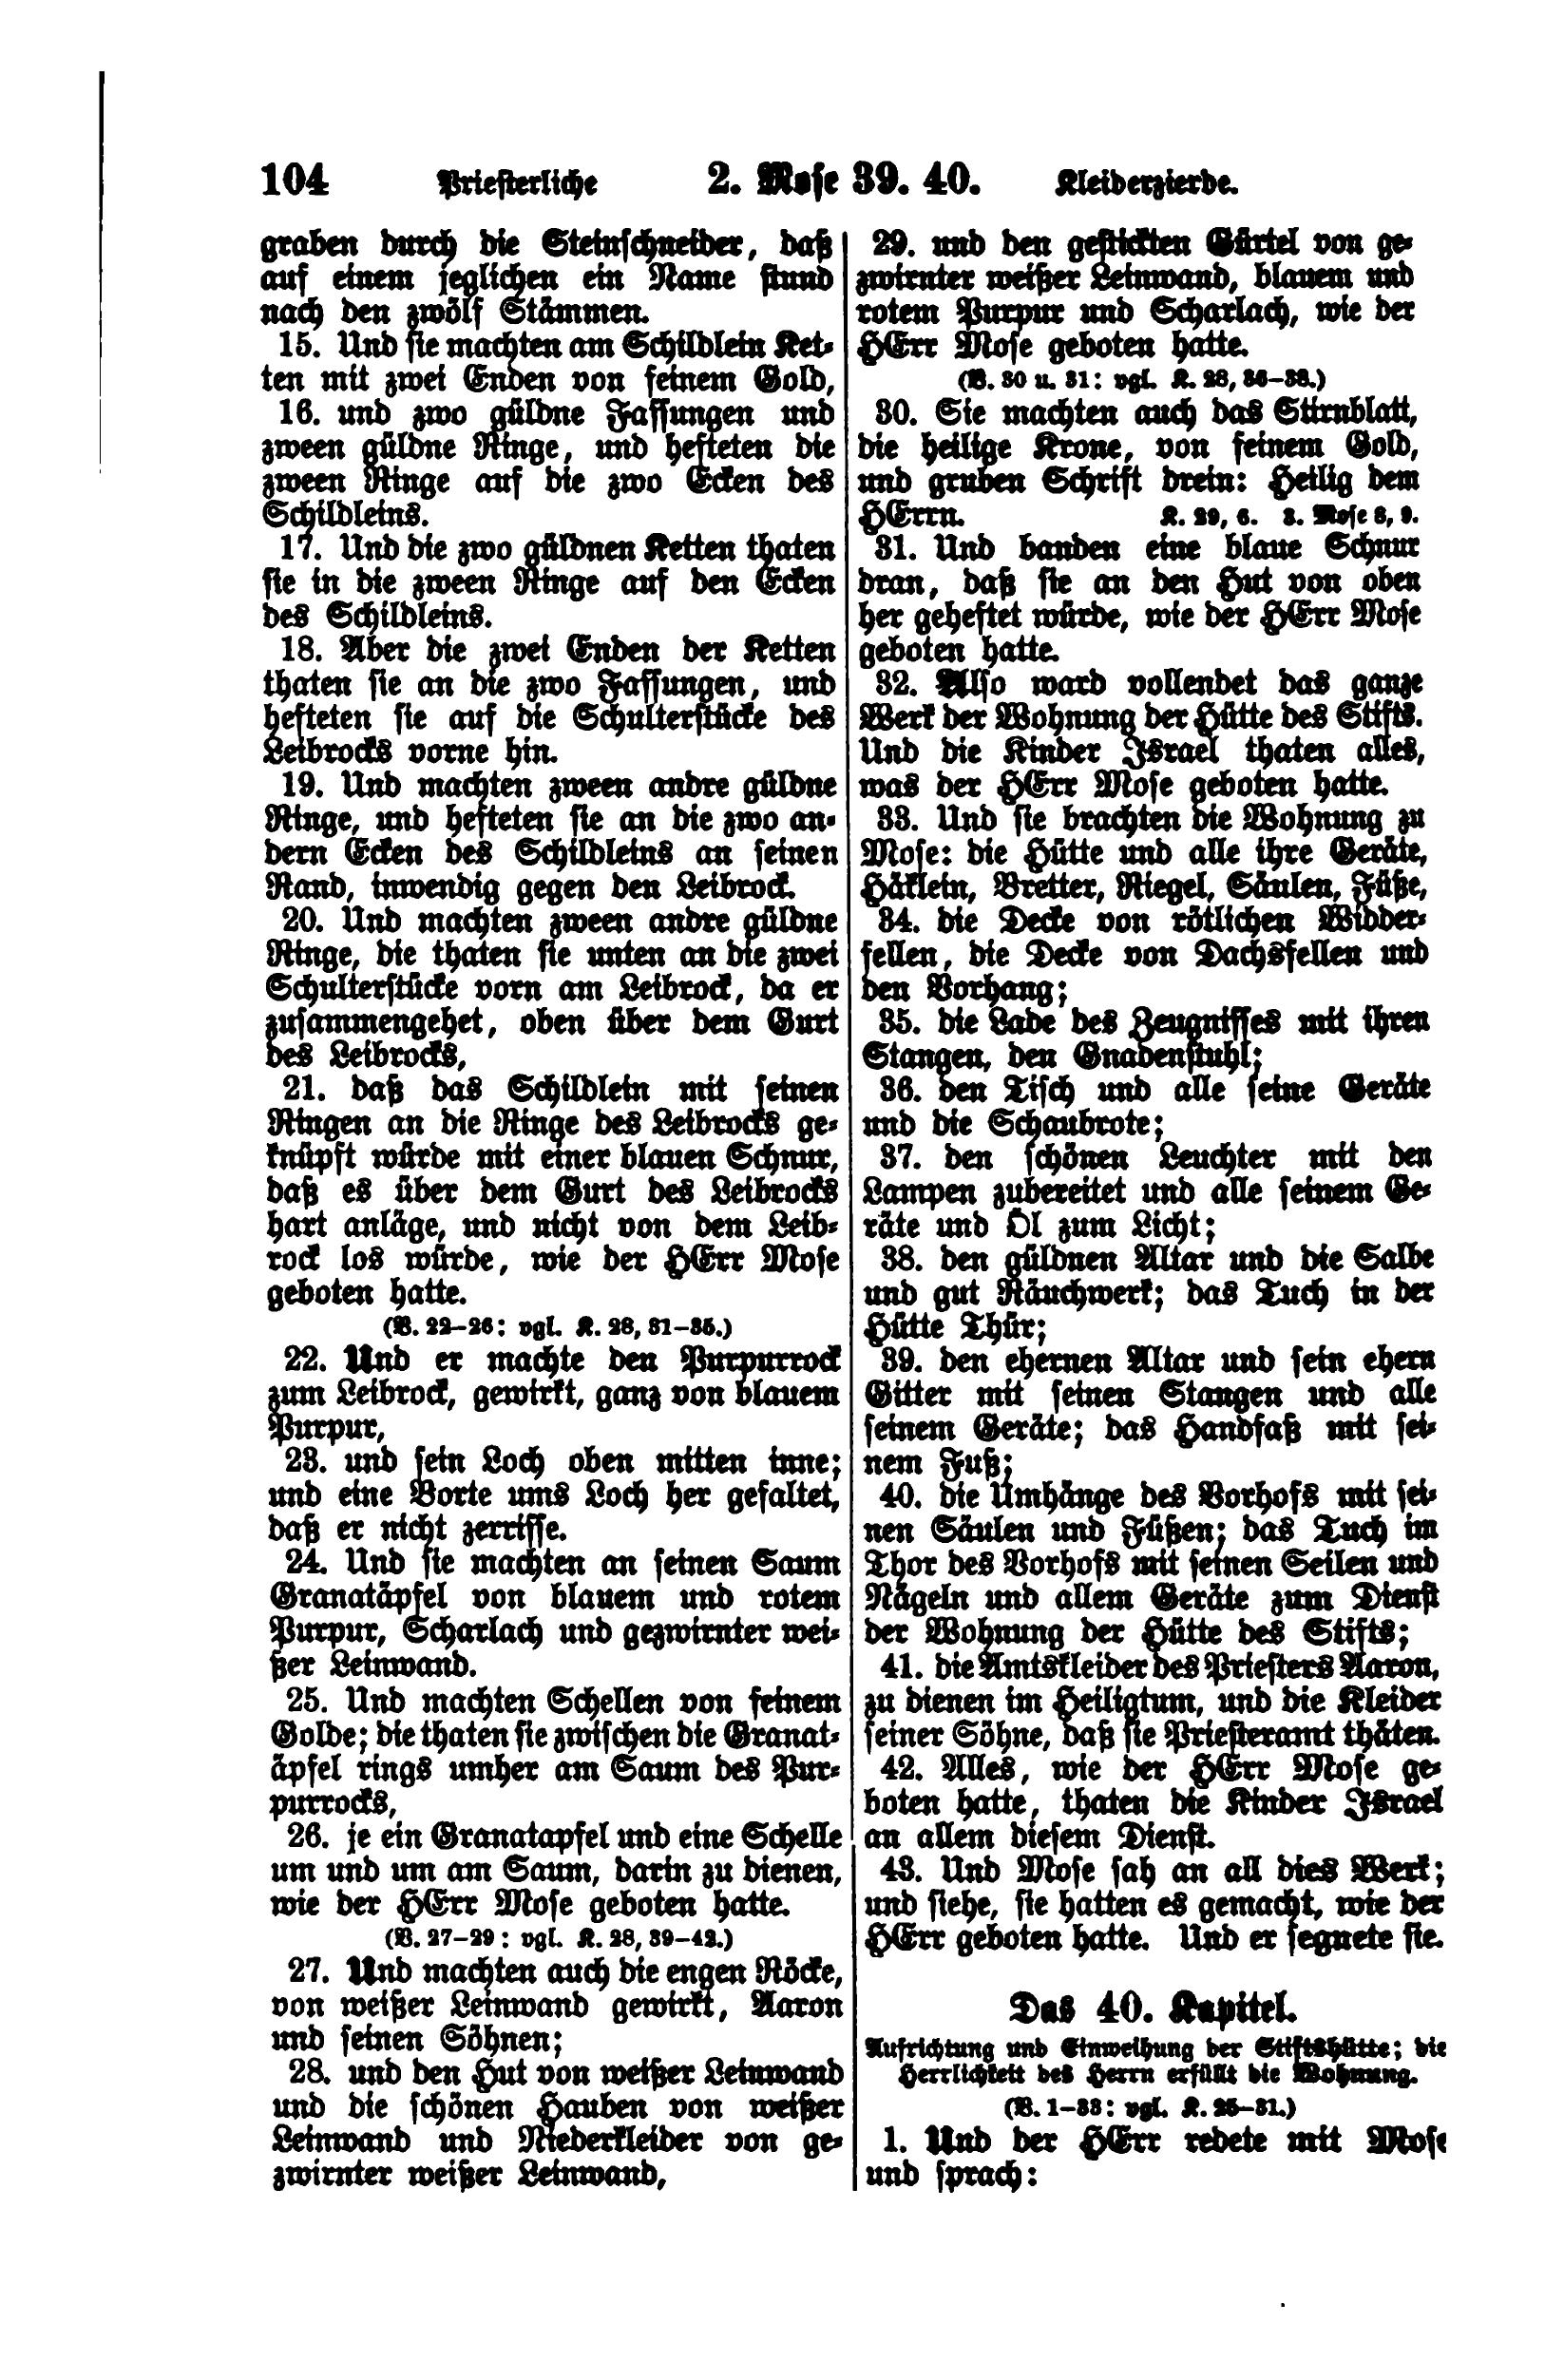 104 Priesterliche 2. Mose 39. 40. Kleiderzierde.
graben durch die Steinschneider, daß
auf einem jeglichen ein Name stund
nach den zwölf Stämmen.
15. Und sie machten am Schildlein Ket-
ten mit zwei Enden von feinem Gold,
16. und zwo güldne Fassungen und
zween güldne Ringe, und hefteten die
zween Ringe auf die zwo Ecken des
Schildleins.
17. Und die zwo güldnen Ketten thaten
sie in die zween Ringe auf den Ecken
des Schildleins.
18. Aber die zwei Enden der Ketten
thaten sie an die zwo Fassungen, und
hefteten sie auf die Schulterstücke des
Leibrocks vorne hin.
19. Und machten zween andre güldne
Ringe, und hefteten sie an die zwo an-
dern Ecken des Schildleins an seinen
Rand, inwendig gegen den Leibrock.
20. Und machten zween andre güldne
Ringe, die thaten sie unten an die zwei
Schulterstücke vorn am Leibrock, da er
zusammengehet, oben über dem Gurt
des Leibrocks,
21. daß das Schildlein mit seinen
Ringen an die Ringe des Leibrocks ge-
knüpft würde mit einer blauen Schnur,
daß es über dem Gurt des Leibrocks
hart anläge, und nicht von dem Leib-
rock los würde, wie der HErr Mose
geboten hatte.
(V. 22–26: vgl. K. 28, 31–35.)
22. Und er machte den Purpurrock
zum Leibrock, gewirkt, ganz von blauem
Purpur,
23. und sein Loch oben mitten inne;
und eine Borte ums Loch her gefaltet,
daß er nicht zerrisse.
24. Und sie machten an seinen Saum
Granatäpfel von blauem und rotem
Purpur, Scharlach und gezwirnter wei-
ßer Leinwand.
25. Und machten Schellen von feinem
Golde; die thaten sie zwischen die Granat-
äpfel rings umher am Saum des Pur-
purrocks,
26. je ein Granatapfel und eine Schelle
um und um am Saum, darin zu dienen,
wie der HErr Mose geboten hatte.
(V. 27–29: vgl. K. 28, 39–42.)
27. Und machten auch die engen Röcke,
von weißer Leinwand gewirkt, Aaron
und seinen Söhnen;
28. und den Hut von weißer Leinwand
und die schönen Hauben von weißer
Leinwand und Niederkleider von ge-
zwirnter weißer Leinwand,
29. und den gestickten Gürtel von ge-
zwirnter weißer Leinwand, blauem und
rotem Purpur und Scharlach, wie der
HErr Mose geboten hatte.
(V. 30 u. 31: vgl. K. 28, 36–38.)
30. Sie machten auch das Stirnblatt,
die heilige Krone, von feinem Gold,
und gruben Schrift drein: Heilig dem
HErrn. K. 29, 6. 3. Mose 8, 9.
31. Und banden eine blaue Schnur
dran, daß sie an den Hut von oben
her geheftet würde, wie der HErr Mose
geboten hatte.
32. Also ward vollendet das ganze
Werk der Wohnung der Hütte des Stifts.
Und die Kinder Israel thaten alles,
was der HErr Mose geboten hatte.
33. Und sie brachten die Wohnung zu
Mose: die Hütte und alle ihre Geräte,
Häklein, Bretter, Riegel, Säulen, Füße,
34. die Decke von rötlichen Widder-
fellen, die Decke von Dachsfellen und
den Vorhang;
35. die Lade des Zeugnisses mit ihren
Stangen, den Gnadenstuhl;
36. den Tisch und alle seine Geräte
und die Schaubrote;
37. den schönen Leuchter mit den
Lampen zubereitet und alle seinem Ge-
räte und Öl zum Licht;
38. den güldnen Altar und die Salbe
und gut Räuchwerk; das Tuch in der
Hütte Thür;
39. den ehernen Altar und sein ehern
Gitter mit seinen Stangen und alle
seinem Geräte; das Handfaß mit sei-
nem Fuß;
40. die Umhänge des Vorhofs mit sei-
nen Säulen und Füßen; das Tuch im
Thor des Vorhofs mit seinen Seilen und
Nägeln und allem Geräte zum Dienst
der Wohnung der Hütte des Stifts;
41. die Amtskleider des Priesters Aaron,
zu dienen im Heiligtum, und die Kleider
seiner Söhne, daß sie Priesteramt thäten.
42. Alles, wie der HErr Mose ge-
boten hatte, thaten die Kinder Israel
an allem diesem Dienst.
43. Und Mose sah an all dies Werk;
und siehe, sie hatten es gemacht, wie der
HErr geboten hatte. Und er segnete sie.
Das 40. Kapitel.
Aufrichtung und Einweihung der Stiftshütte; die
Herrlichkeit des Herrn erfüllt die Wohnung.
(V. 1–33: vgl. K. 25–31.)
1. Und der HErr redete mit Mose
und sprach: